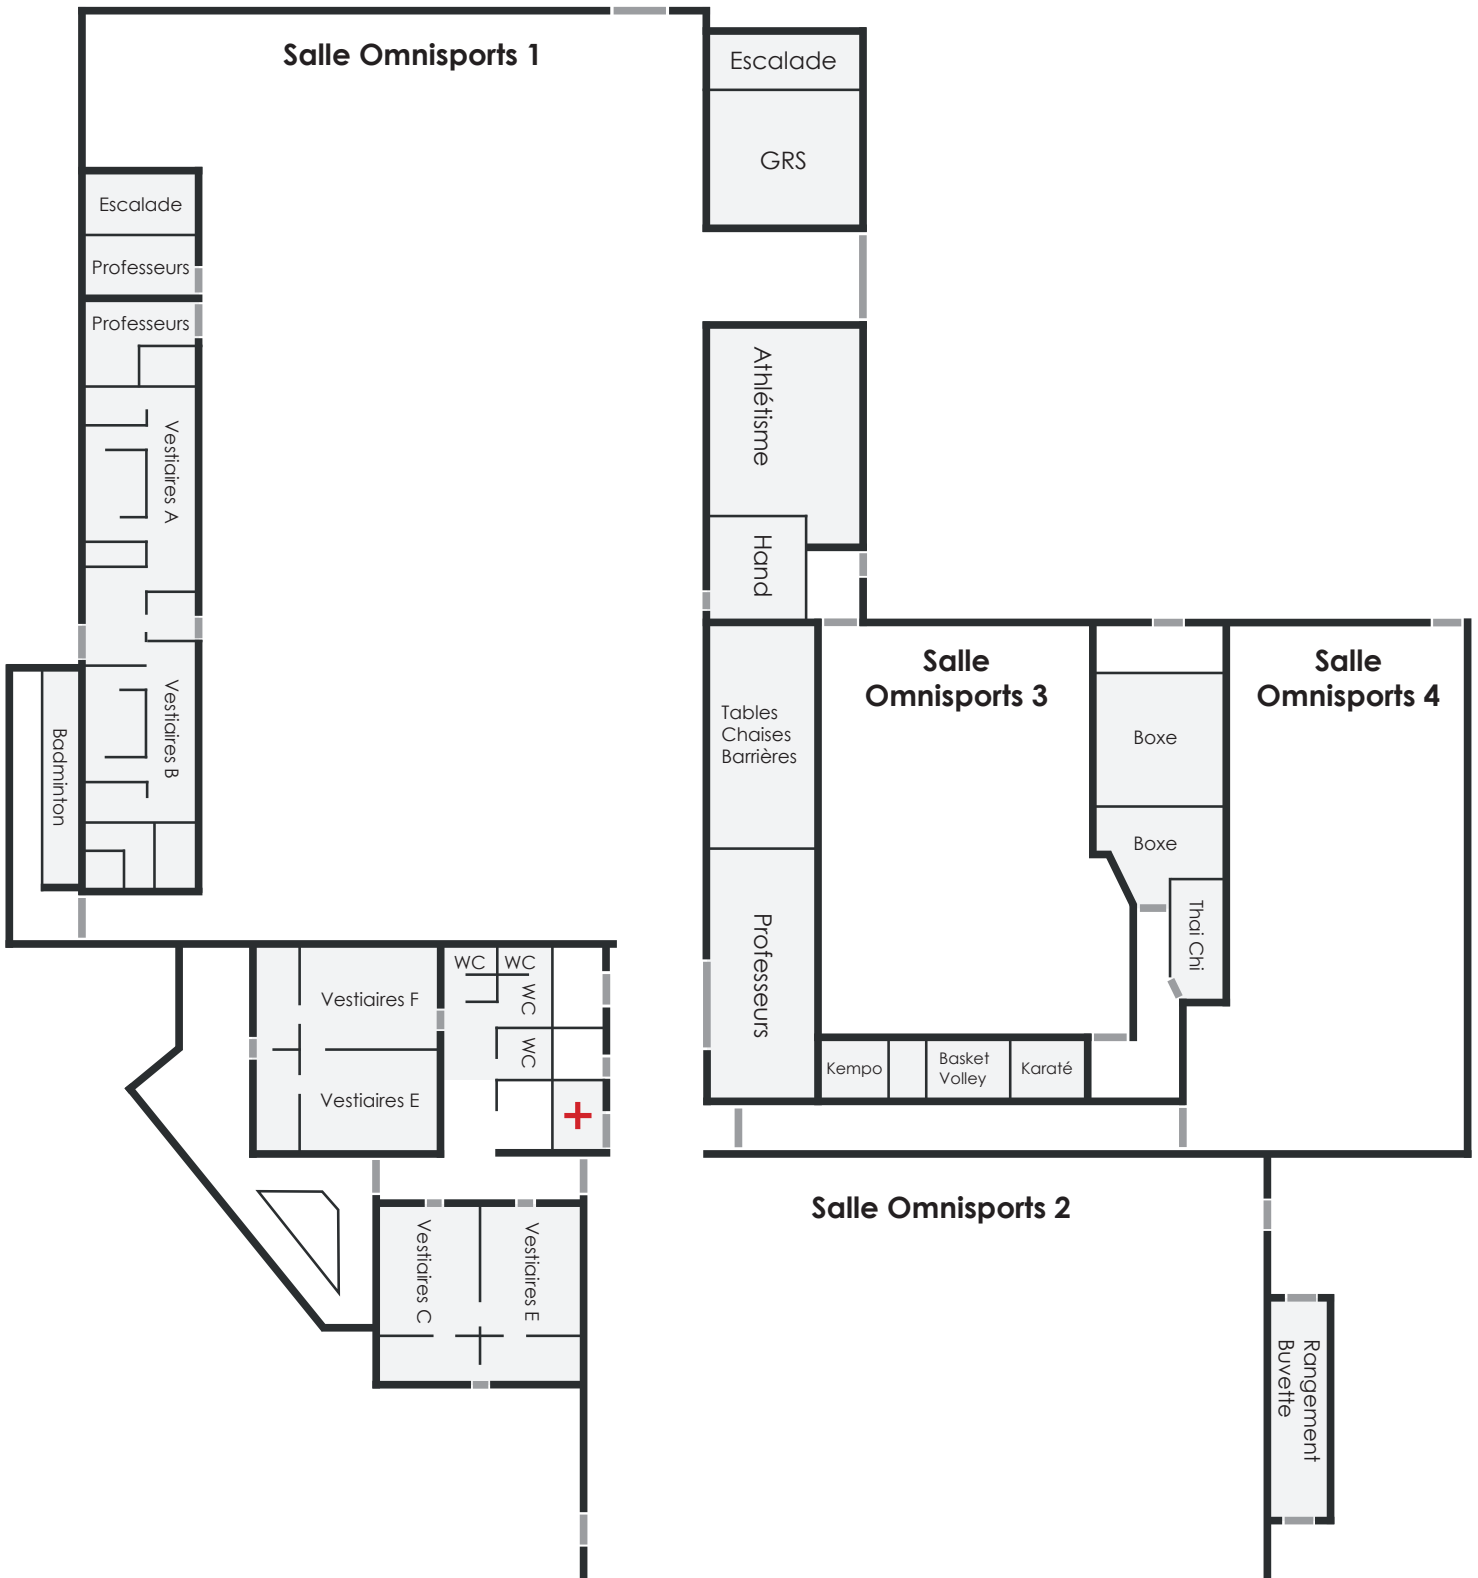 Salle Omnisports 1
Escalade
GRS
Escalade
Professeurs
Professeurs
Vestiaires A
Vestiaires B
Badminton
Athlétisme
Hand
Tables
Chaises
Barrières
Professeurs
Salle
Omnisports 3
Boxe
Boxe
Thai Chi
Salle
Omnisports 4
Kempo
Basket
Volley
Karaté
WC
WC
WC
WC
Vestiaires F
Vestiaires E
Vestiaires C
Vestiaires E
Salle Omnisports 2
Rangement
Buvette